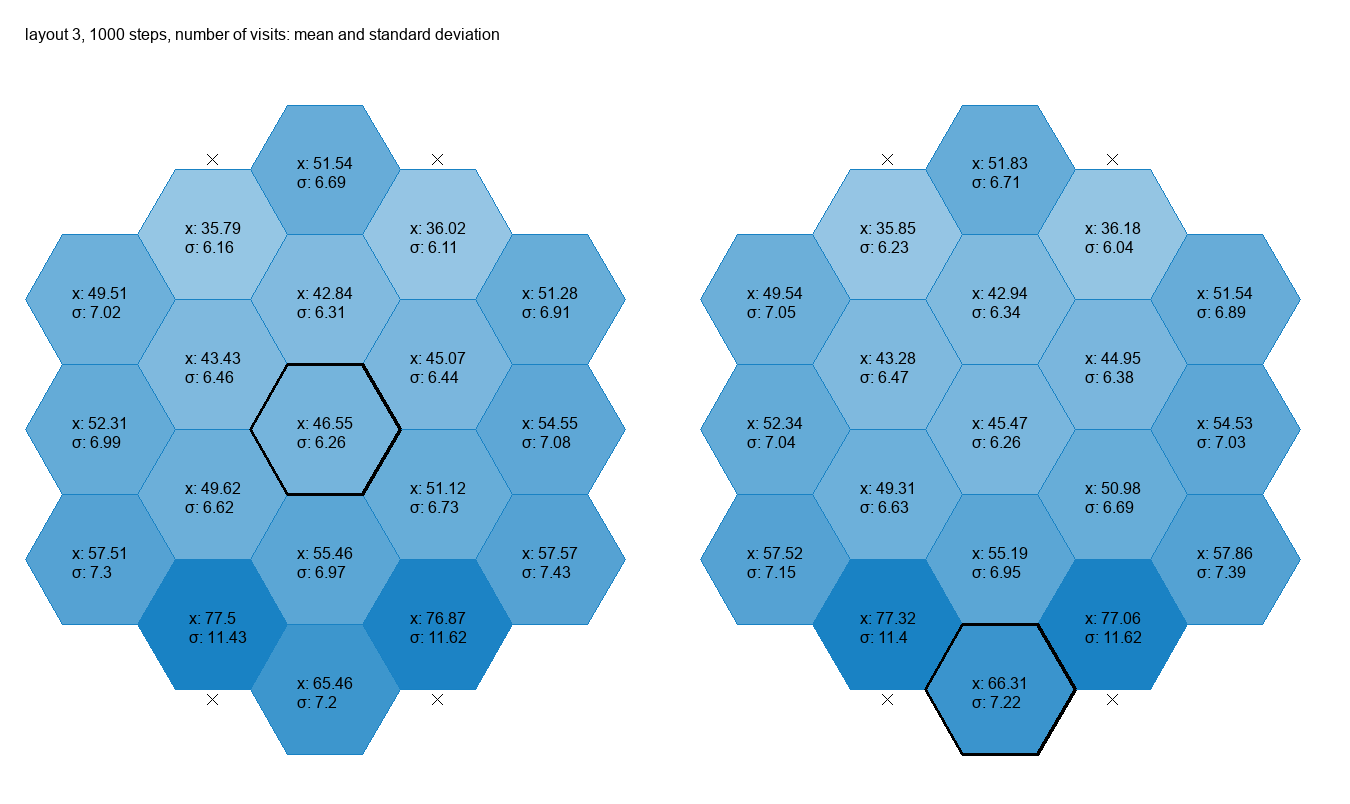 layout 3, 1000 steps, number of visits: mean and standard deviation
x: 51.54
σ: 6.69
x: 35.79
σ: 6.16
x: 36.02
σ: 6.11
x: 49.51
σ: 7.02
x: 42.84
σ: 6.31
x: 51.28
σ: 6.91
x: 43.43
σ: 6.46
x: 45.07
σ: 6.44
x: 52.31
σ: 6.99
x: 46.55
σ: 6.26
x: 54.55
σ: 7.08
x: 49.62
σ: 6.62
x: 51.12
σ: 6.73
x: 57.51
σ: 7.3
x: 55.46
σ: 6.97
x: 57.57
σ: 7.43
x: 77.5
σ: 11.43
x: 76.87
σ: 11.62
x: 65.46
σ: 7.2
x: 51.83
σ: 6.71
x: 35.85
σ: 6.23
x: 36.18
σ: 6.04
x: 49.54
σ: 7.05
x: 42.94
σ: 6.34
x: 51.54
σ: 6.89
x: 43.28
σ: 6.47
x: 44.95
σ: 6.38
x: 52.34
σ: 7.04
x: 45.47
σ: 6.26
x: 54.53
σ: 7.03
x: 49.31
σ: 6.63
x: 50.98
σ: 6.69
x: 57.52
σ: 7.15
x: 55.19
σ: 6.95
x: 57.86
σ: 7.39
x: 77.32
σ: 11.4
x: 77.06
σ: 11.62
x: 66.31
σ: 7.22